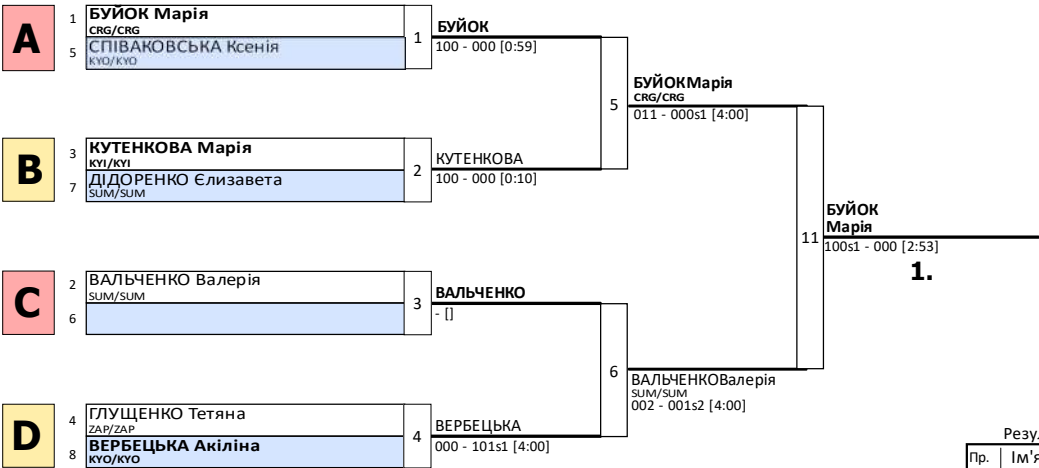 A
1 БУЙОК Марія
CRG/CRG
5 СПІВАКОВСЬКА Ксенія
KYO/KYO
1
БУЙОК
100 - 000 [0:59]
5
БУЙОКМарія
CRG/CRG
011 - 000s1 [4:00]
B
3 КУТЕНКОВА Марія
KYI/KYI
7 ДІДОРЕНКО Єлизавета
SUM/SUM
2
КУТЕНКОВА
100 - 000 [0:10]
11
БУЙОК
Марія
100s1 - 000 [2:53]
1.
C
2 ВАЛЬЧЕНКО Валерія
SUM/SUM
6
3
ВАЛЬЧЕНКО
- []
6
ВАЛЬЧЕНКОВалерія
SUM/SUM
002 - 001s2 [4:00]
D
4 ГЛУЩЕНКО Тетяна
ZAP/ZAP
8 ВЕРБЕЦЬКА Акіліна
KYO/KYO
4
ВЕРБЕЦЬКА
000 - 101s1 [4:00]
Пр.